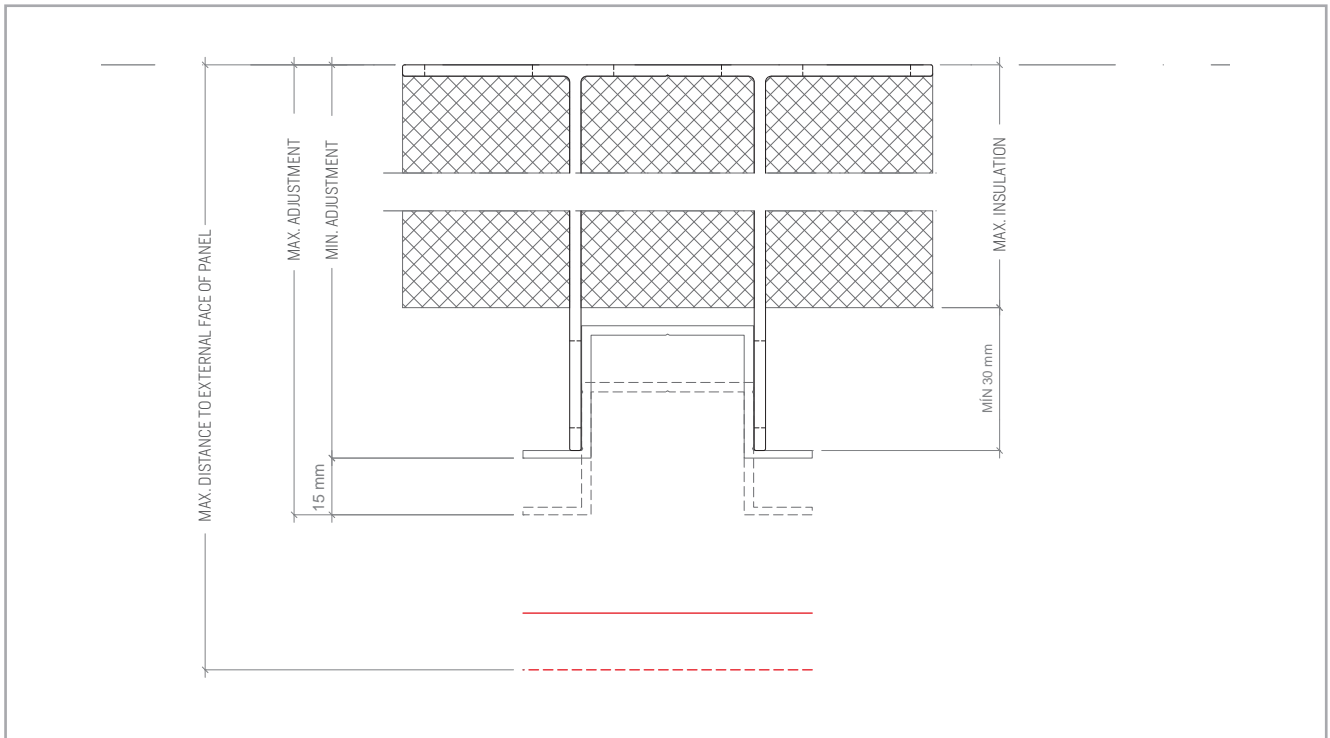 MAX. DISTANCE TO EXTERNAL FACE OF PANEL
MAX. ADJUSTMENT
MIN. ADJUSTMENT
15 mm
MAX. INSULATION
MÍN 30 mm